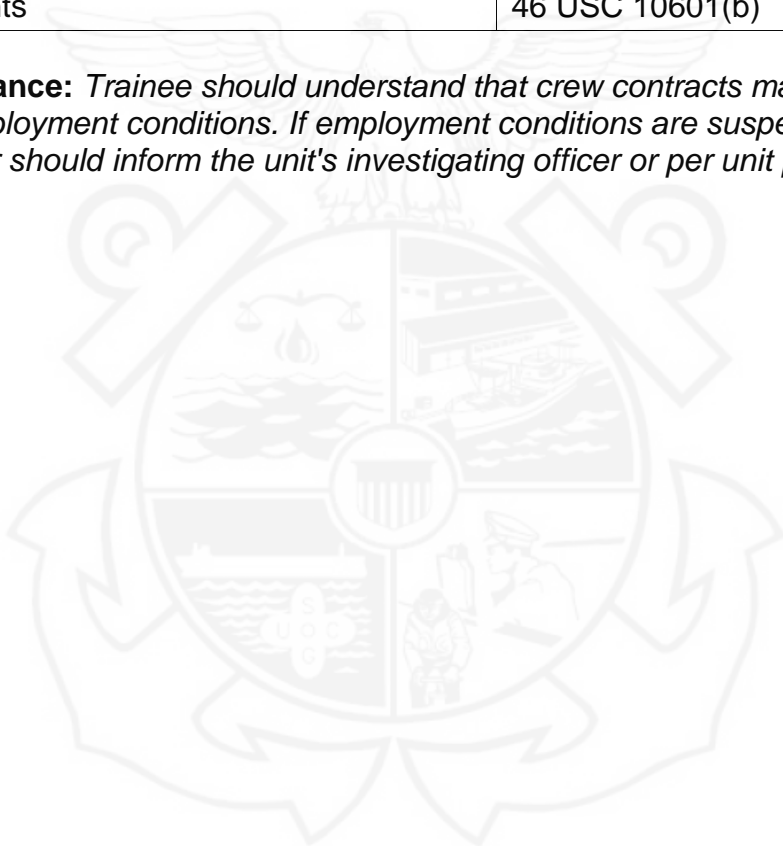 nts 46 USC 10601(b)
ance: Trainee should understand that crew contracts ma
ployment conditions. If employment conditions are suspe
r should inform the unit's investigating officer or per unit p
S
U O C
G